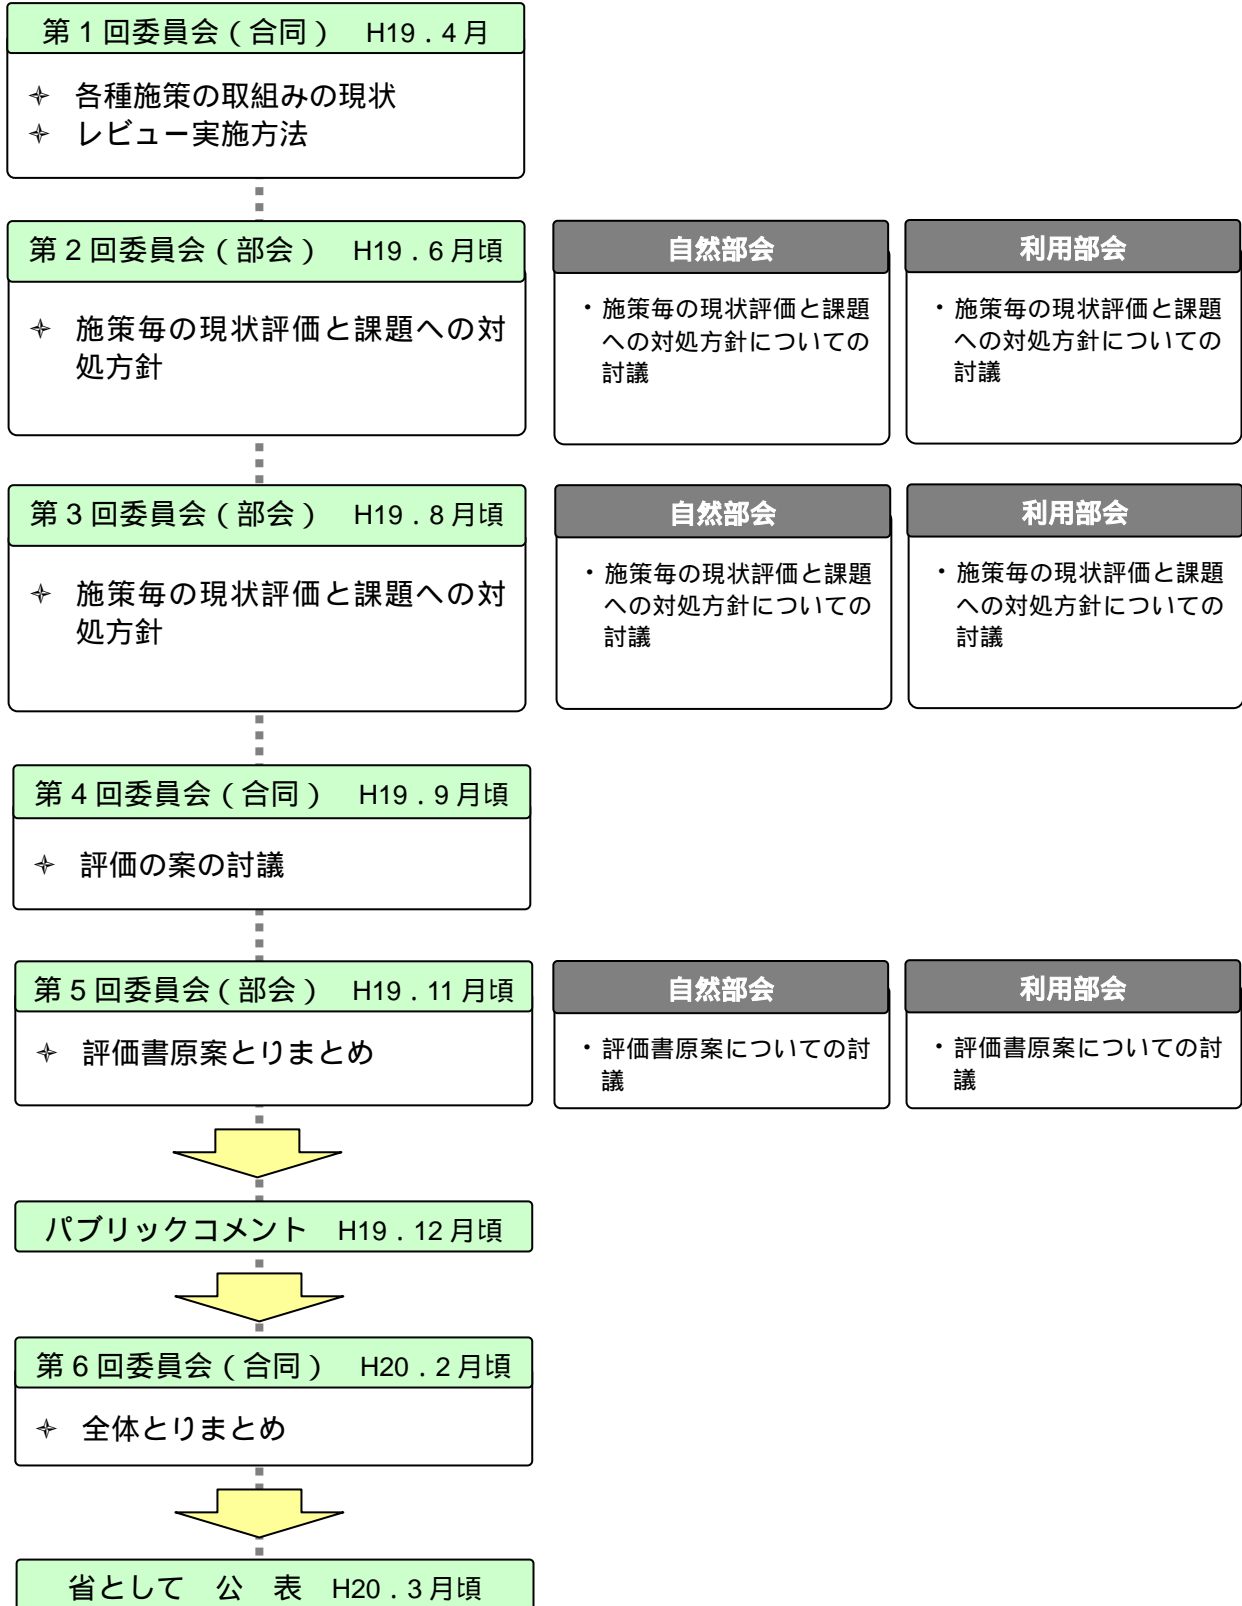 第１回委員会（合同）　H19．４月
✧　各種施策の取組みの現状
✧　レビュー実施方法
第２回委員会（部会）　H19．６月頃
✧　施策毎の現状評価と課題への対
処方針
自然部会
・施策毎の現状評価と課題
への対処方針についての
討議
利用部会
・施策毎の現状評価と課題
への対処方針についての
討議
第３回委員会（部会）　H19．８月頃
✧　施策毎の現状評価と課題への対
処方針
自然部会
・施策毎の現状評価と課題
への対処方針についての
討議
利用部会
・施策毎の現状評価と課題
への対処方針についての
討議
第４回委員会（合同）　H19．９月頃
✧　評価の案の討議
第５回委員会（部会）　H19．11月頃
✧　評価書原案とりまとめ
自然部会
・評価書原案についての討
議
利用部会
・評価書原案についての討
議
パブリックコメント　H19．12月頃
第６回委員会（合同）　H20．２月頃
✧　全体とりまとめ
省として　公　表　H20．３月頃